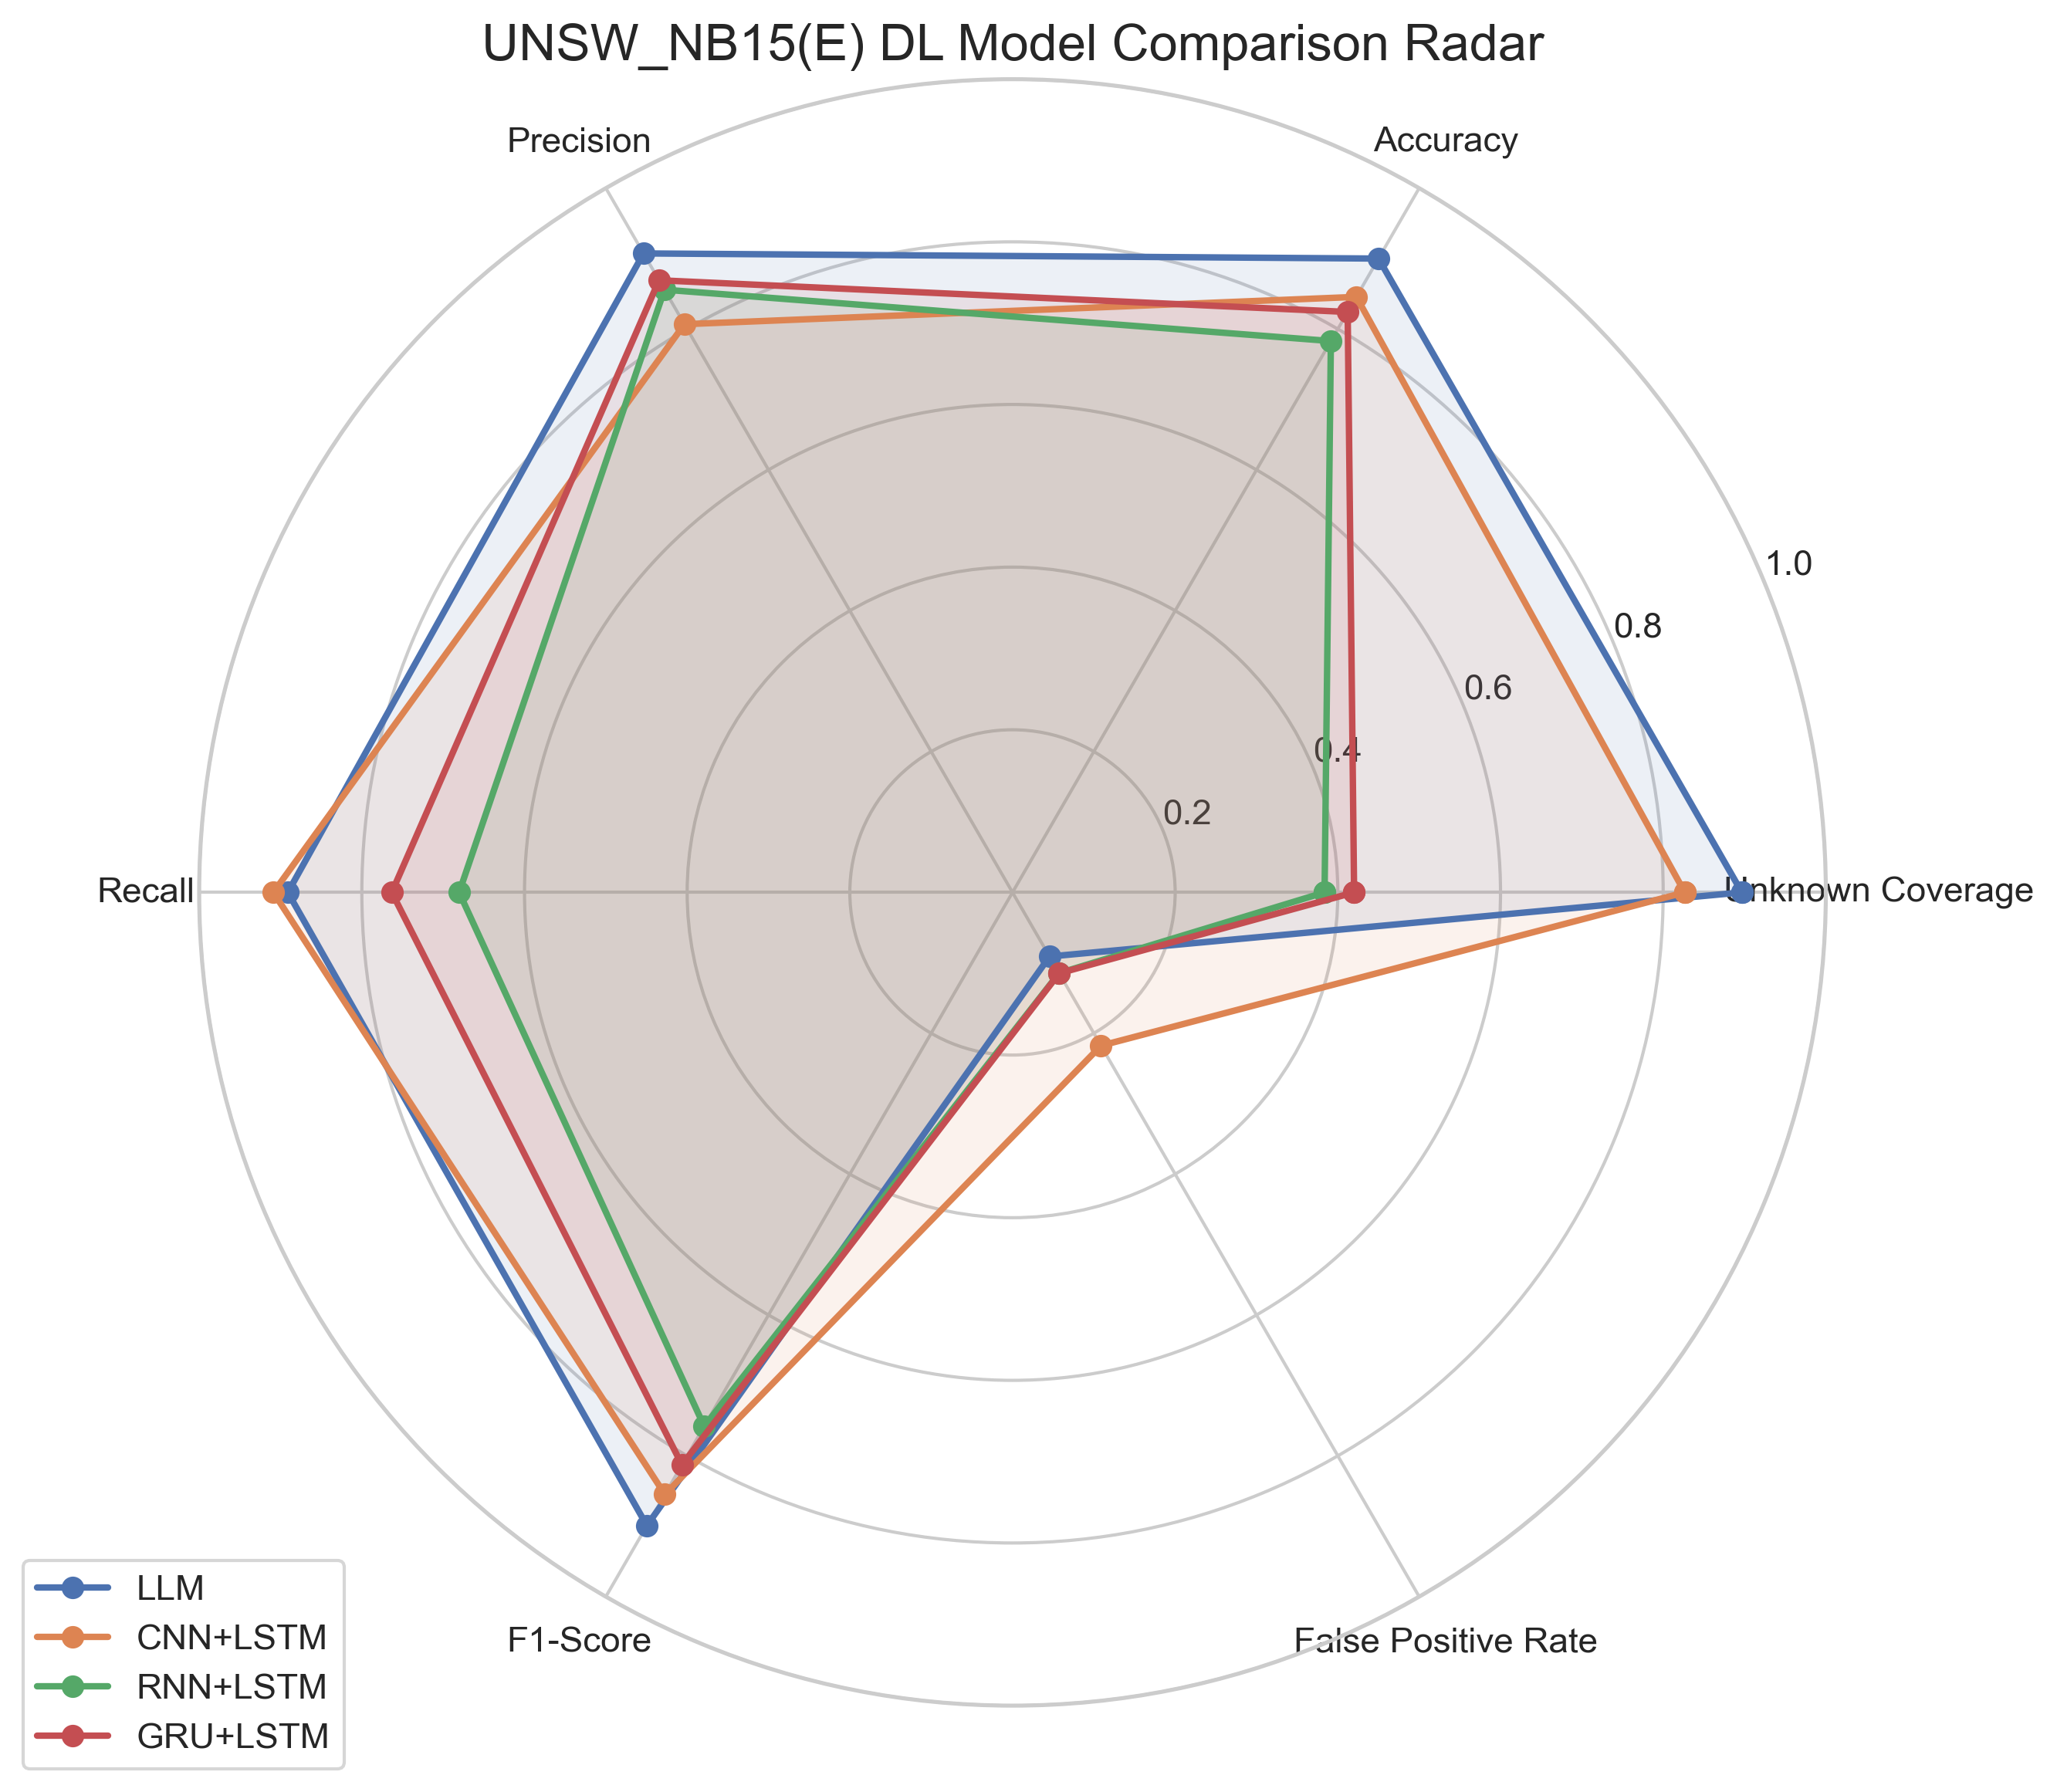 UNSW_NB15(E) DL Model Comparison Radar
Precision
Accuracy
1.0
0.8
0.6
0.4
0.2
Recall
Unknown Coverage
F1-Score
False Positive Rate
LLM
CNN+LSTM
RNN+LSTM
GRU+LSTM